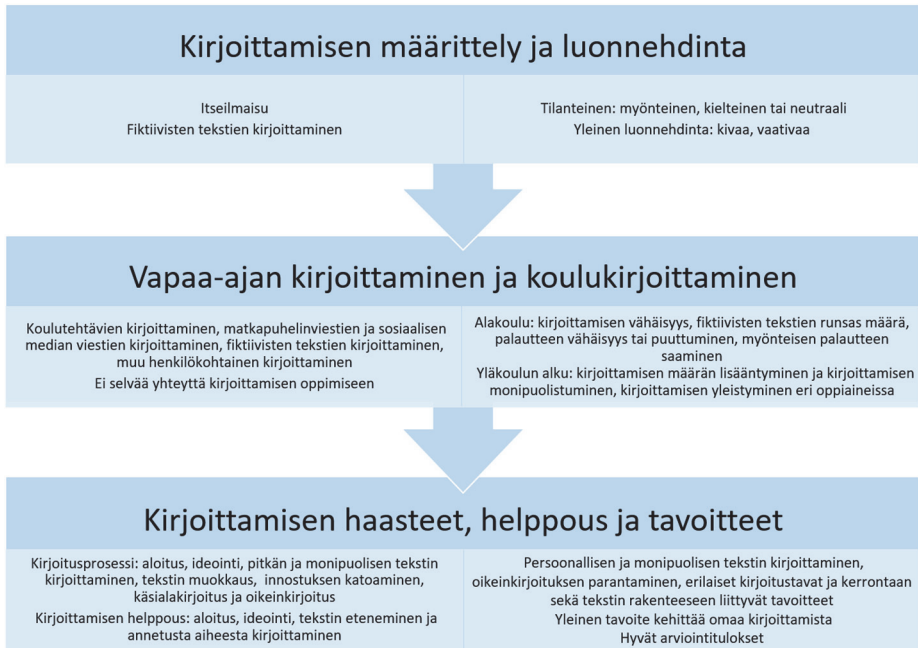 Kirjoittamisen määrittely ja luonnehdinta
Itseilmaisu
Fiktiivisten tekstien kirjoittaminen
Tilanteinen: myönteinen, kielteinen tai neutraali
Yleinen luonnehdinta: kivaa, vaativaa
Vapaa-ajan kirjoittaminen ja koulukirjoittaminen
Koulutehtävien kirjoittaminen, matkapuhelinviestien ja sosiaalisen
median viestien kirjoittaminen, fiktiivisten tekstien kirjoittaminen,
muu henkilökohtainen kirjoittaminen
Ei selvää yhteyttä kirjoittamisen oppimiseen
Alakoulu: kirjoittamisen vähäisyys, fiktiivisten tekstien runsas määrä,
palautteen vähäisyys tai puuttuminen, myönteisen palautteen
saaminen
Yläkoulun alku: kirjoittamisen määrän lisääntyminen ja kirjoittamisen
monipuolistuminen, kirjoittamisen yleistyminen eri oppiaineissa
Kirjoittamisen haasteet, helppous ja tavoitteet
Kirjoitusprosessi: aloitus, ideointi, pitkän ja monipuolisen tekstin
kirjoittaminen, tekstin muokkaus, innostuksen katoaminen,
käsialakirjoitus ja oikeinkirjoitus
Kirjoittamisen helppous: aloitus, ideointi, tekstin eteneminen ja
annetusta aiheesta kirjoittaminen
Persoonallisen ja monipuolisen tekstin kirjoittaminen,
oikeinkirjoituksen parantaminen, erilaiset kirjoitustavat ja kerrontaan
sekä tekstin rakenteeseen liittyvät tavoitteet
Yleinen tavoite kehittää omaa kirjoittamista
Hyvät arviointitulokset